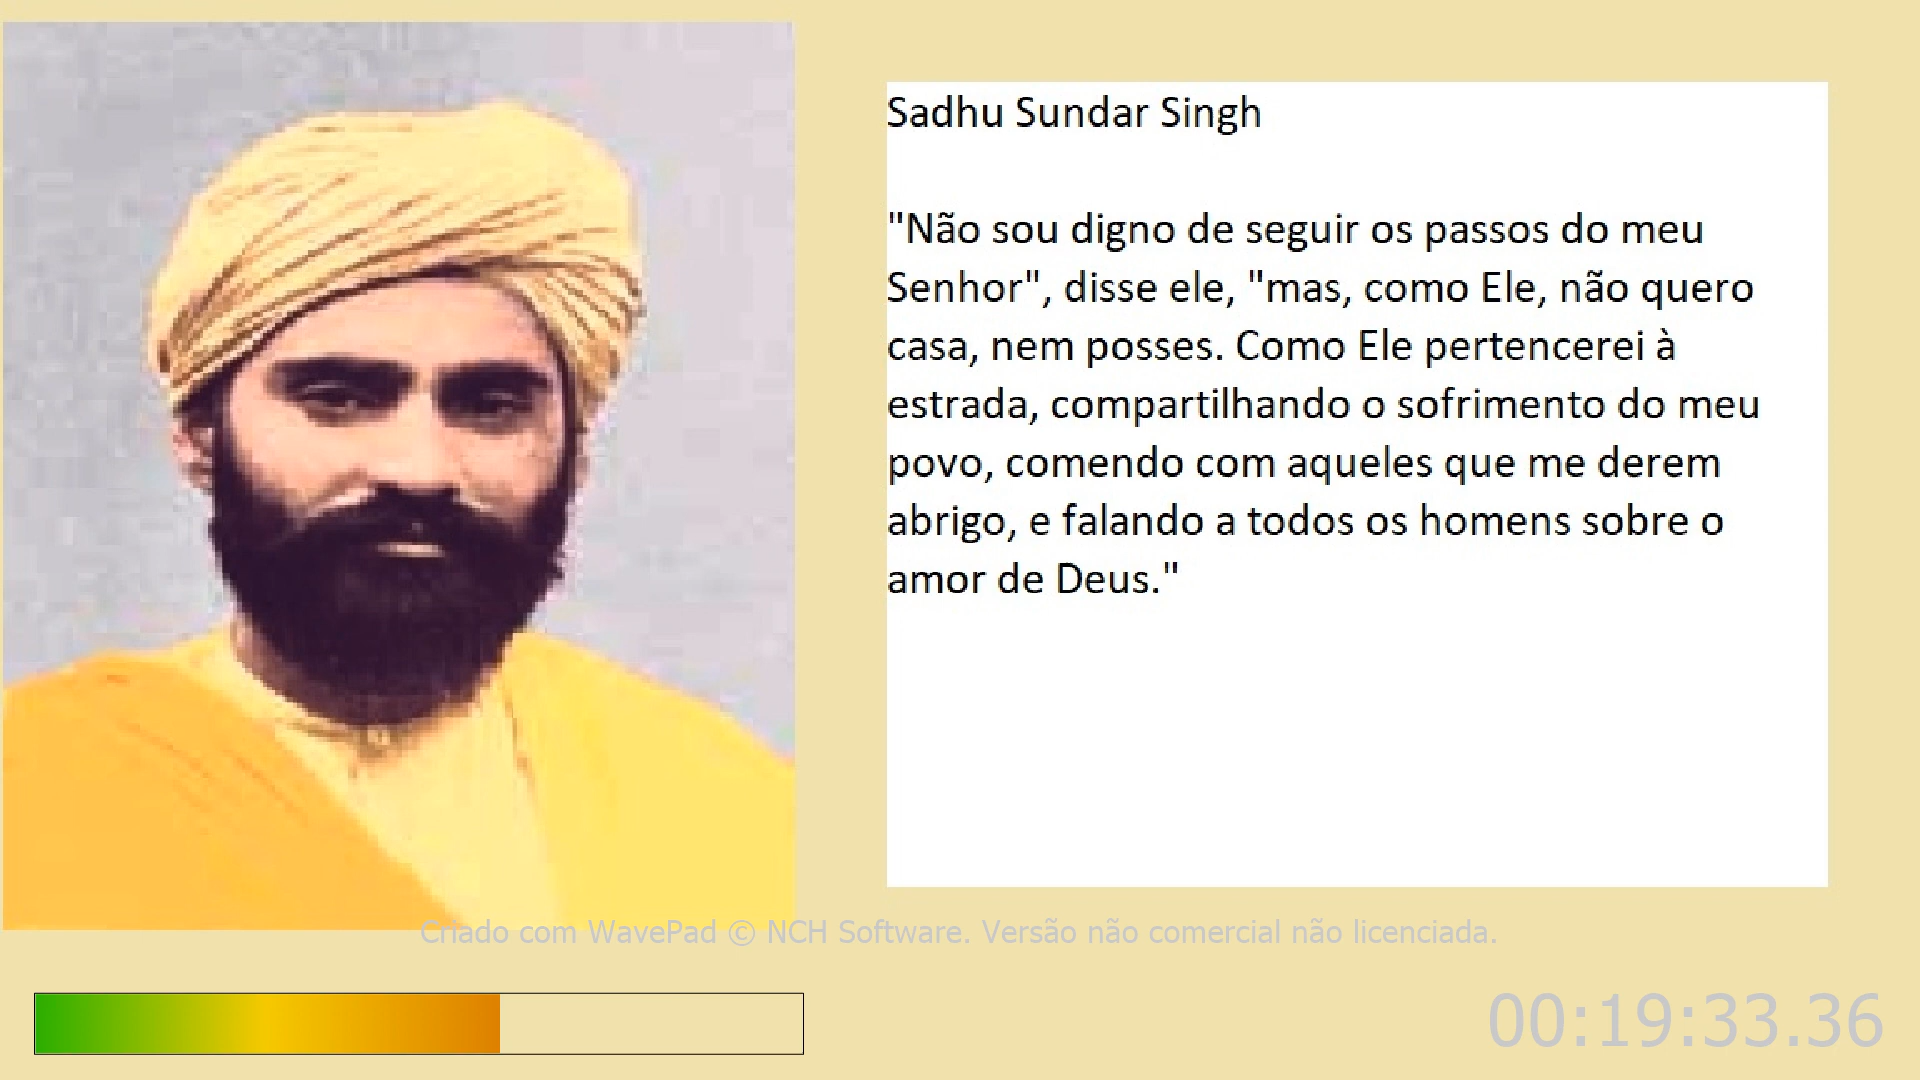 Sadhu Sundar Singh
"Não sou digno de seguir os passos do meu
Senhor", disse ele, "mas, como Ele, não quero
casa, nem posses. Como Ele pertencerei à
estrada, compartilhando o sofrimento do meu
povo, comendo com aqueles que me derem
abrigo, e falando a todos os homens sobre o
amor de Deus."
Criado com WavePad © NCH Software. Versão não comercial não licenciada.
00:19:33.36